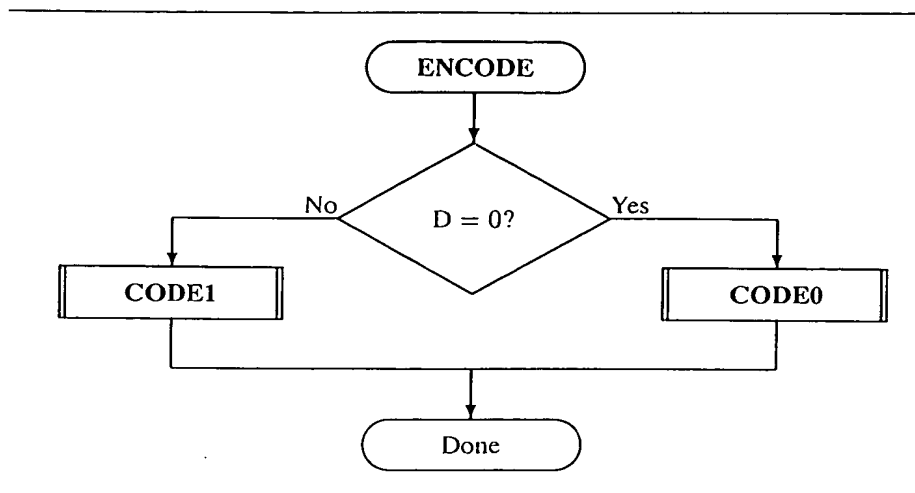 ENCODE
D = 0?
No
Yes
CODE1
CODE0
Done